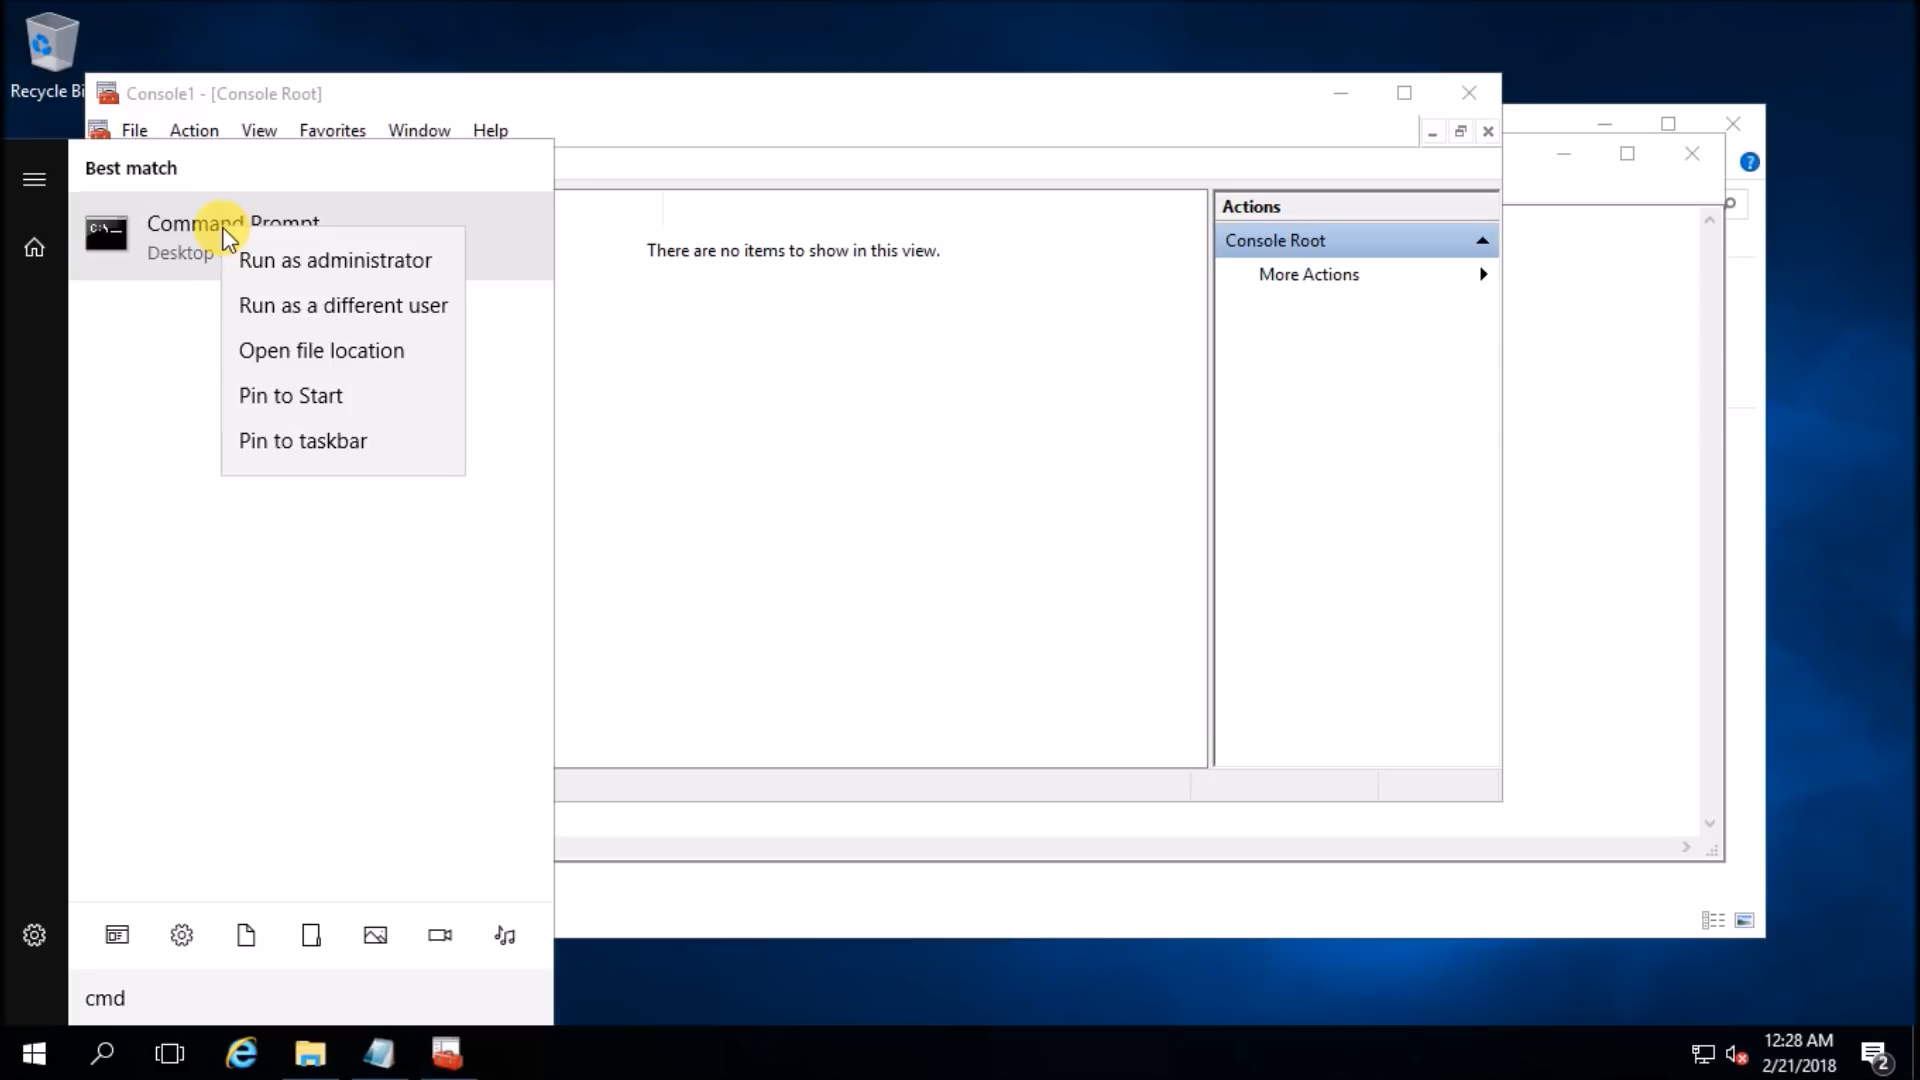 Recycle Bi
Console1 - [Console Root]
File Action View Favorites Window Help
Best match
Command Prompt
Desktop
Run as administrator
Run as a different user
Open file location
Pin to Start
Pin to taskbar
There are no items to show in this view.
Actions
Console Root
More Actions
cmd
12:28 AM
2/21/2018
2